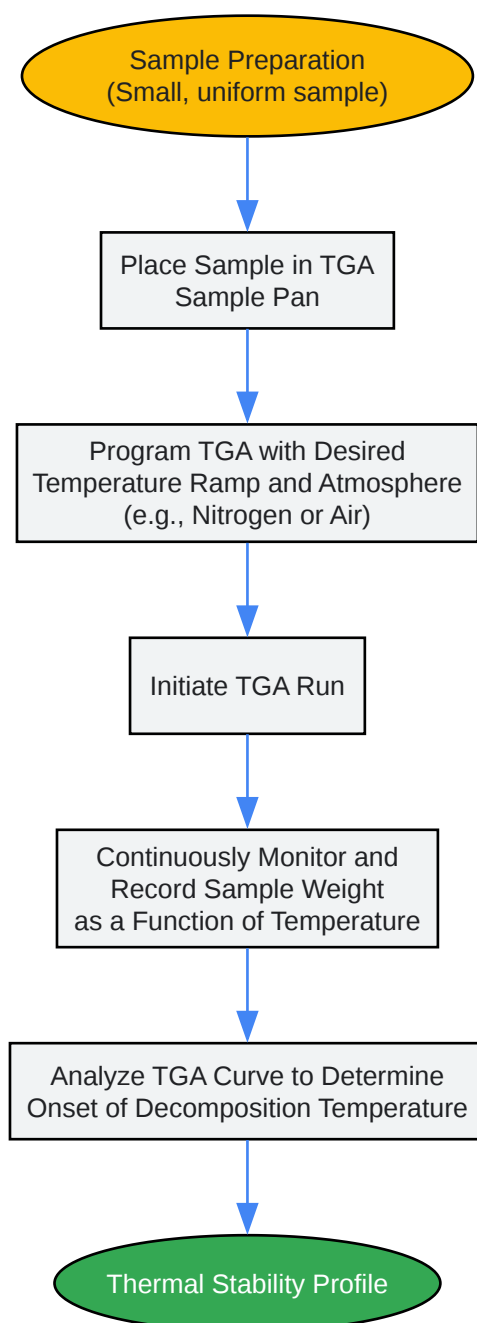 Sample Preparation
(Small, uniform sample)
Place Sample in TGA
Sample Pan
Program TGA with Desired
Temperature Ramp and Atmosphere
(e.g., Nitrogen or Air)
Initiate TGA Run
Continuously Monitor and
Record Sample Weight
as a Function of Temperature
Analyze TGA Curve to Determine
Onset of Decomposition Temperature
Thermal Stability Profile